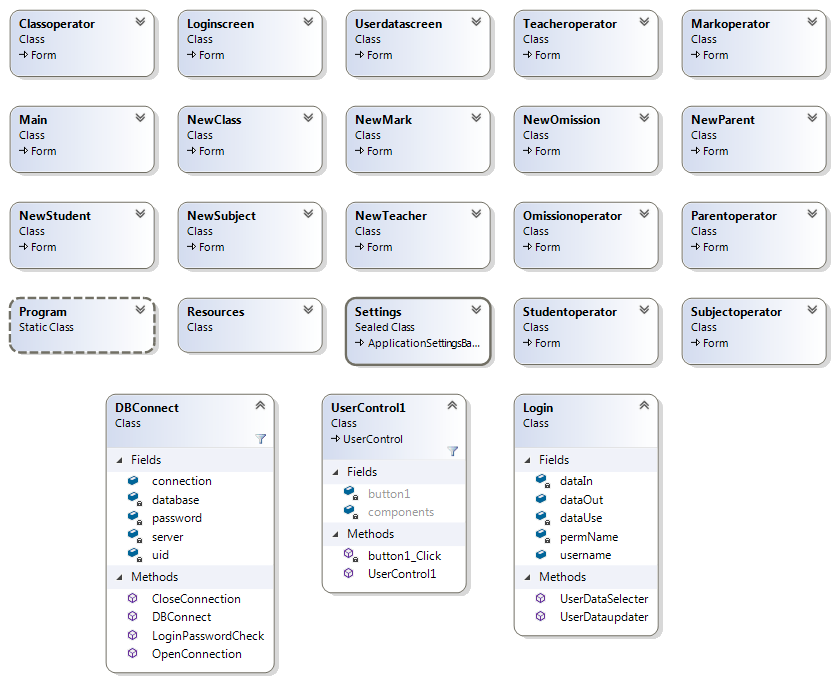 Classoperator
Class
Form
Loginscreen
Class
Form
Userdatascreen
Class
Form
Teacheroperator
Class
Form
Markoperator
Class
Form
Main
Class
Form
NewClass
Class
Form
NewMark
Class
Form
NewOmission
Class
Form
NewParent
Class
Form
NewStudent
Class
Form
NewSubject
Class
Form
NewTeacher
Class
Form
Omissionoperator
Class
Form
Parentoperator
Class
Form
Program
Static Class
Resources
Class
Settings
Sealed Class
ApplicationSettingsBa...
Studentoperator
Class
Form
Subjectoperator
Class
Form
DBConnect
Class
Fields
connection
database
password
server
uid
Methods
CloseConnection
DBConnect
LoginPasswordCheck
OpenConnection
UserControl1
Class
UserControl
Fields
button1
components
Methods
button1_Click
UserControl1
Login
Class
Fields
dataIn
dataOut
dataUse
permName
username
Methods
UserDataSelecter
UserDataupdater